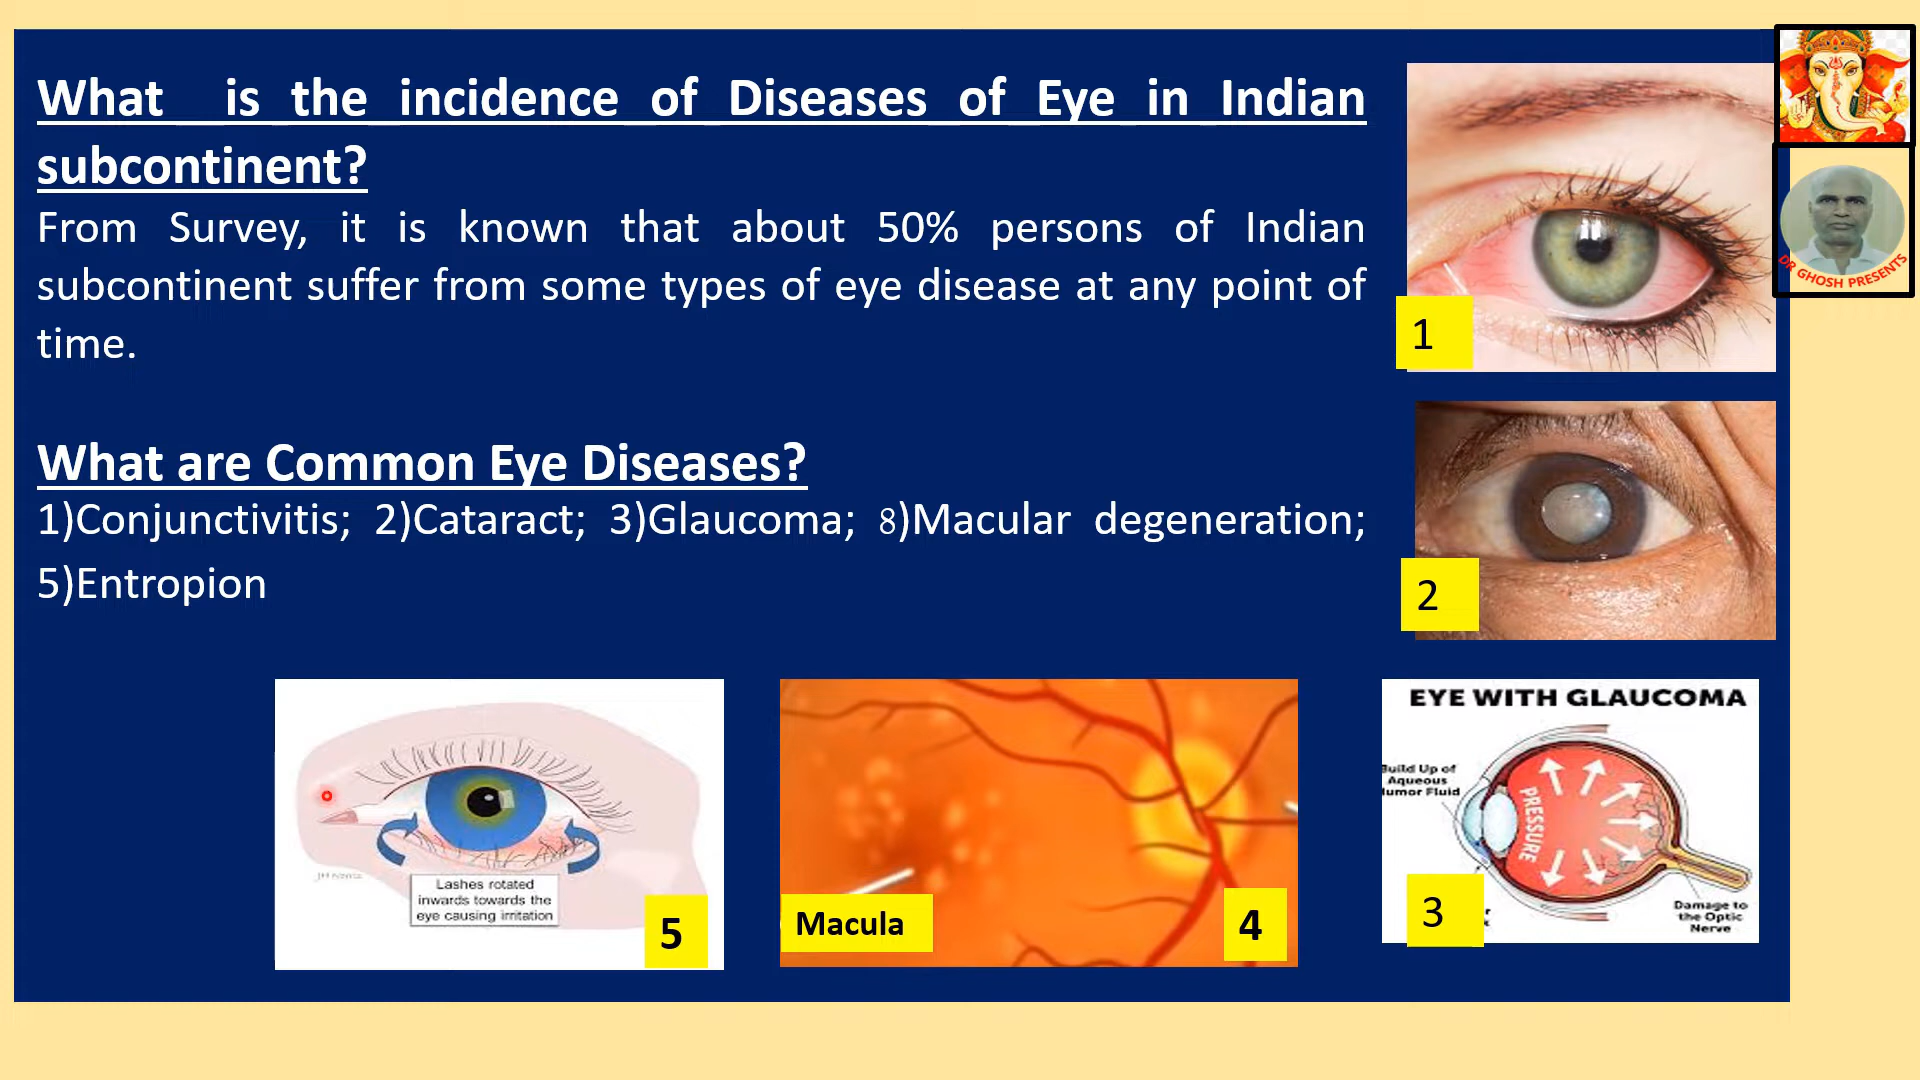 What is the incidence of Diseases of Eye in Indian
subcontinent?
From Survey, it is known that about 50% persons of Indian
subcontinent suffer from some types of eye disease at any point of
time.
What are Common Eye Diseases?
1)Conjunctivitis; 2)Cataract; 3)Glaucoma; 8)Macular degeneration;
5)Entropion
DR GHOSH PRESENTS
1
2
Lashes rotated
inwards towards the
eye causing irritation
5
Macula
4
EYE WITH GLAUCOMA
Build Up of
Aqueous
Humor Fluid
PRESSURE
3
Damage to
the Optic
Nerve